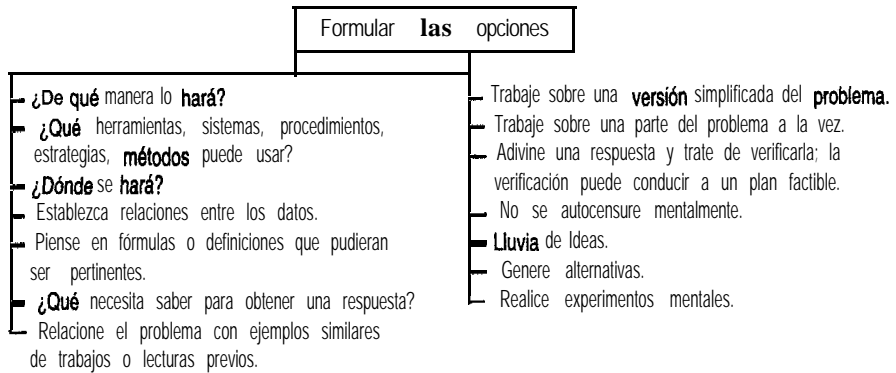 Formular las opciones
¿De qué manera lo hará?
¿Qué herramientas, sistemas, procedimientos,
estrategias, métodos puede usar?
¿Dónde se hará?
Establezca relaciones entre los datos.
Piense en fórmulas o definiciones que pudieran
ser pertinentes.
¿Qué necesita saber para obtener una respuesta?
Relacione el problema con ejemplos similares
de trabajos o lecturas previos.
Trabaje sobre una versión simplificada del problema.
Trabaje sobre una parte del problema a la vez.
Adivine una respuesta y trate de verificarla; la
verificación puede conducir a un plan factible.
No se autocensure mentalmente.
Lluvia de Ideas.
Genere alternativas.
Realice experimentos mentales.